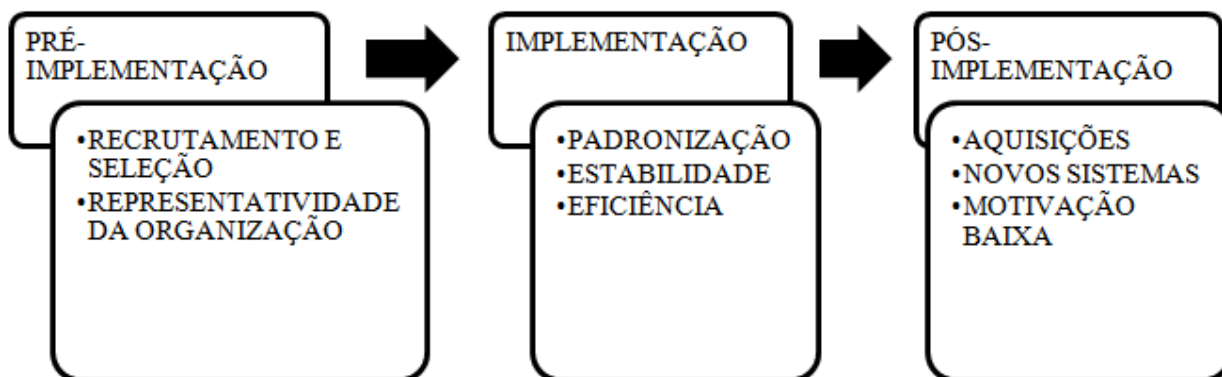 PRÉ-
IMPLEMENTAÇÃO
•RECRUTAMENTO E
SELEÇÃO
•REPRESENTATIVIDADE
DA ORGANIZAÇÃO
IMPLEMENTAÇÃO
•PADRONIZAÇÃO
•ESTABILIDADE
•EFICIÊNCIA
PÓS-
IMPLEMENTAÇÃO
•AQUISIÇÕES
•NOVOS SISTEMAS
•MOTIVAÇÃO
BAIXA